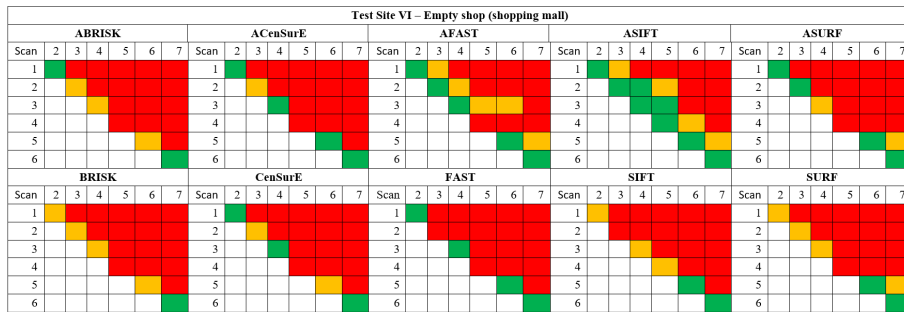 Test Site VI – Empty shop (shopping mall)
ABRISK ACenSurE AFAST ASIFT ASURF
Scan 2 3 4 5 6 7 Scan 2 3 4 5 6 7 Scan 2 3 4 5 6 7 Scan 2 3 4 5 6 7 Scan 2 3 4 5 6 7
1 1 1 1 1
2 2 2 2 2
3 3 3 3 3
4 4 4 4 4
5 5 5 5 5
6 6 6 6 6
BRISK CenSurE FAST SIFT SURF
Scan 2 3 4 5 6 7 Scan 2 3 4 5 6 7 Scan 2 3 4 5 6 7 Scan 2 3 4 5 6 7 Scan 2 3 4 5 6 7
1 1 1 1 1
2 2 2 2 2
3 3 3 3 3
4 4 4 4 4
5 5 5 5 5
6 6 6 6 6